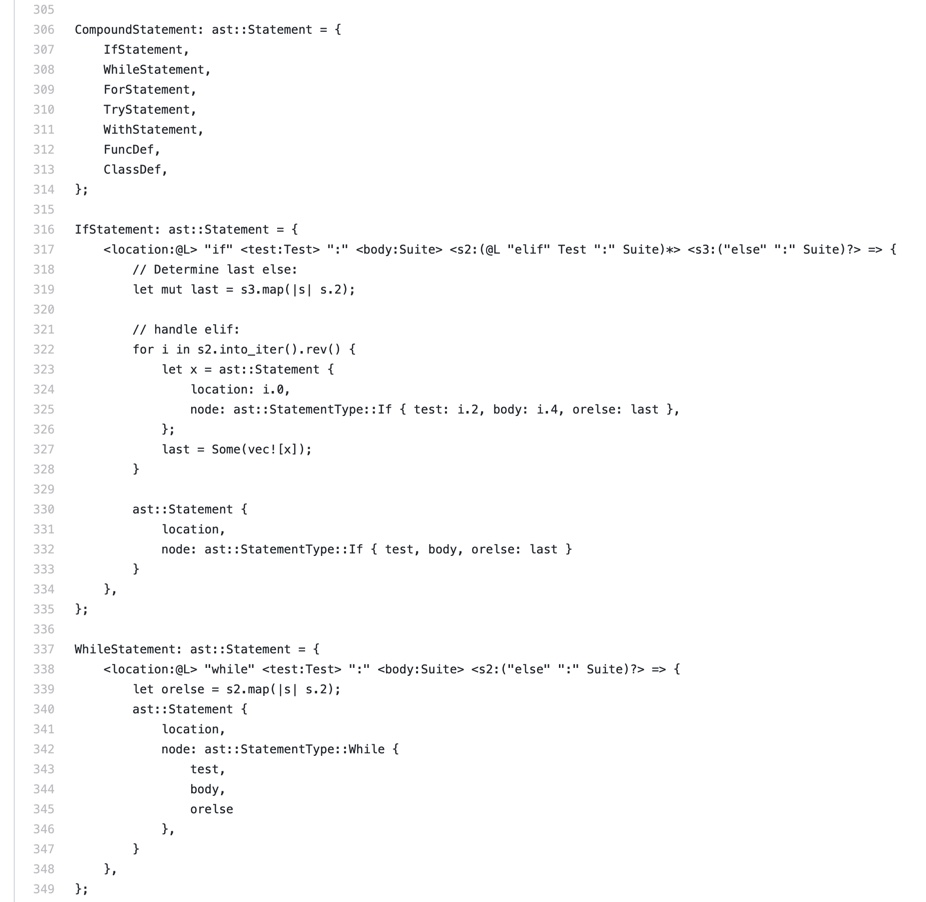 305
306 CompoundStatement: ast::Statement = {
307     IfStatement,
308     WhileStatement,
309     ForStatement,
310     TryStatement,
311     WithStatement,
312     FuncDef,
313     ClassDef,
314 };
315
316 IfStatement: ast::Statement = {
317     <location:@L> "if" <test:Test> ":" <body:Suite> <s2:(@L "elif" Test ":" Suite)*> <s3:("else" ":" Suite)?> => {
318         // Determine last else:
319         let mut last = s3.map(|s| s.2);
320
321         // handle elif:
322         for i in s2.into_iter().rev() {
323             let x = ast::Statement {
324                 location: i.0,
325                 node: ast::StatementType::If { test: i.2, body: i.4, orelse: last },
326             };
327             last = Some(vec![x]);
328         }
329
330         ast::Statement {
331             location,
332             node: ast::StatementType::If { test, body, orelse: last }
333         }
334     },
335 };
336
337 WhileStatement: ast::Statement = {
338     <location:@L> "while" <test:Test> ":" <body:Suite> <s2:("else" ":" Suite)?> => {
339         let orelse = s2.map(|s| s.2);
340         ast::Statement {
341             location,
342             node: ast::StatementType::While {
343                 test,
344                 body,
345                 orelse
346             },
347         }
348     },
349 };